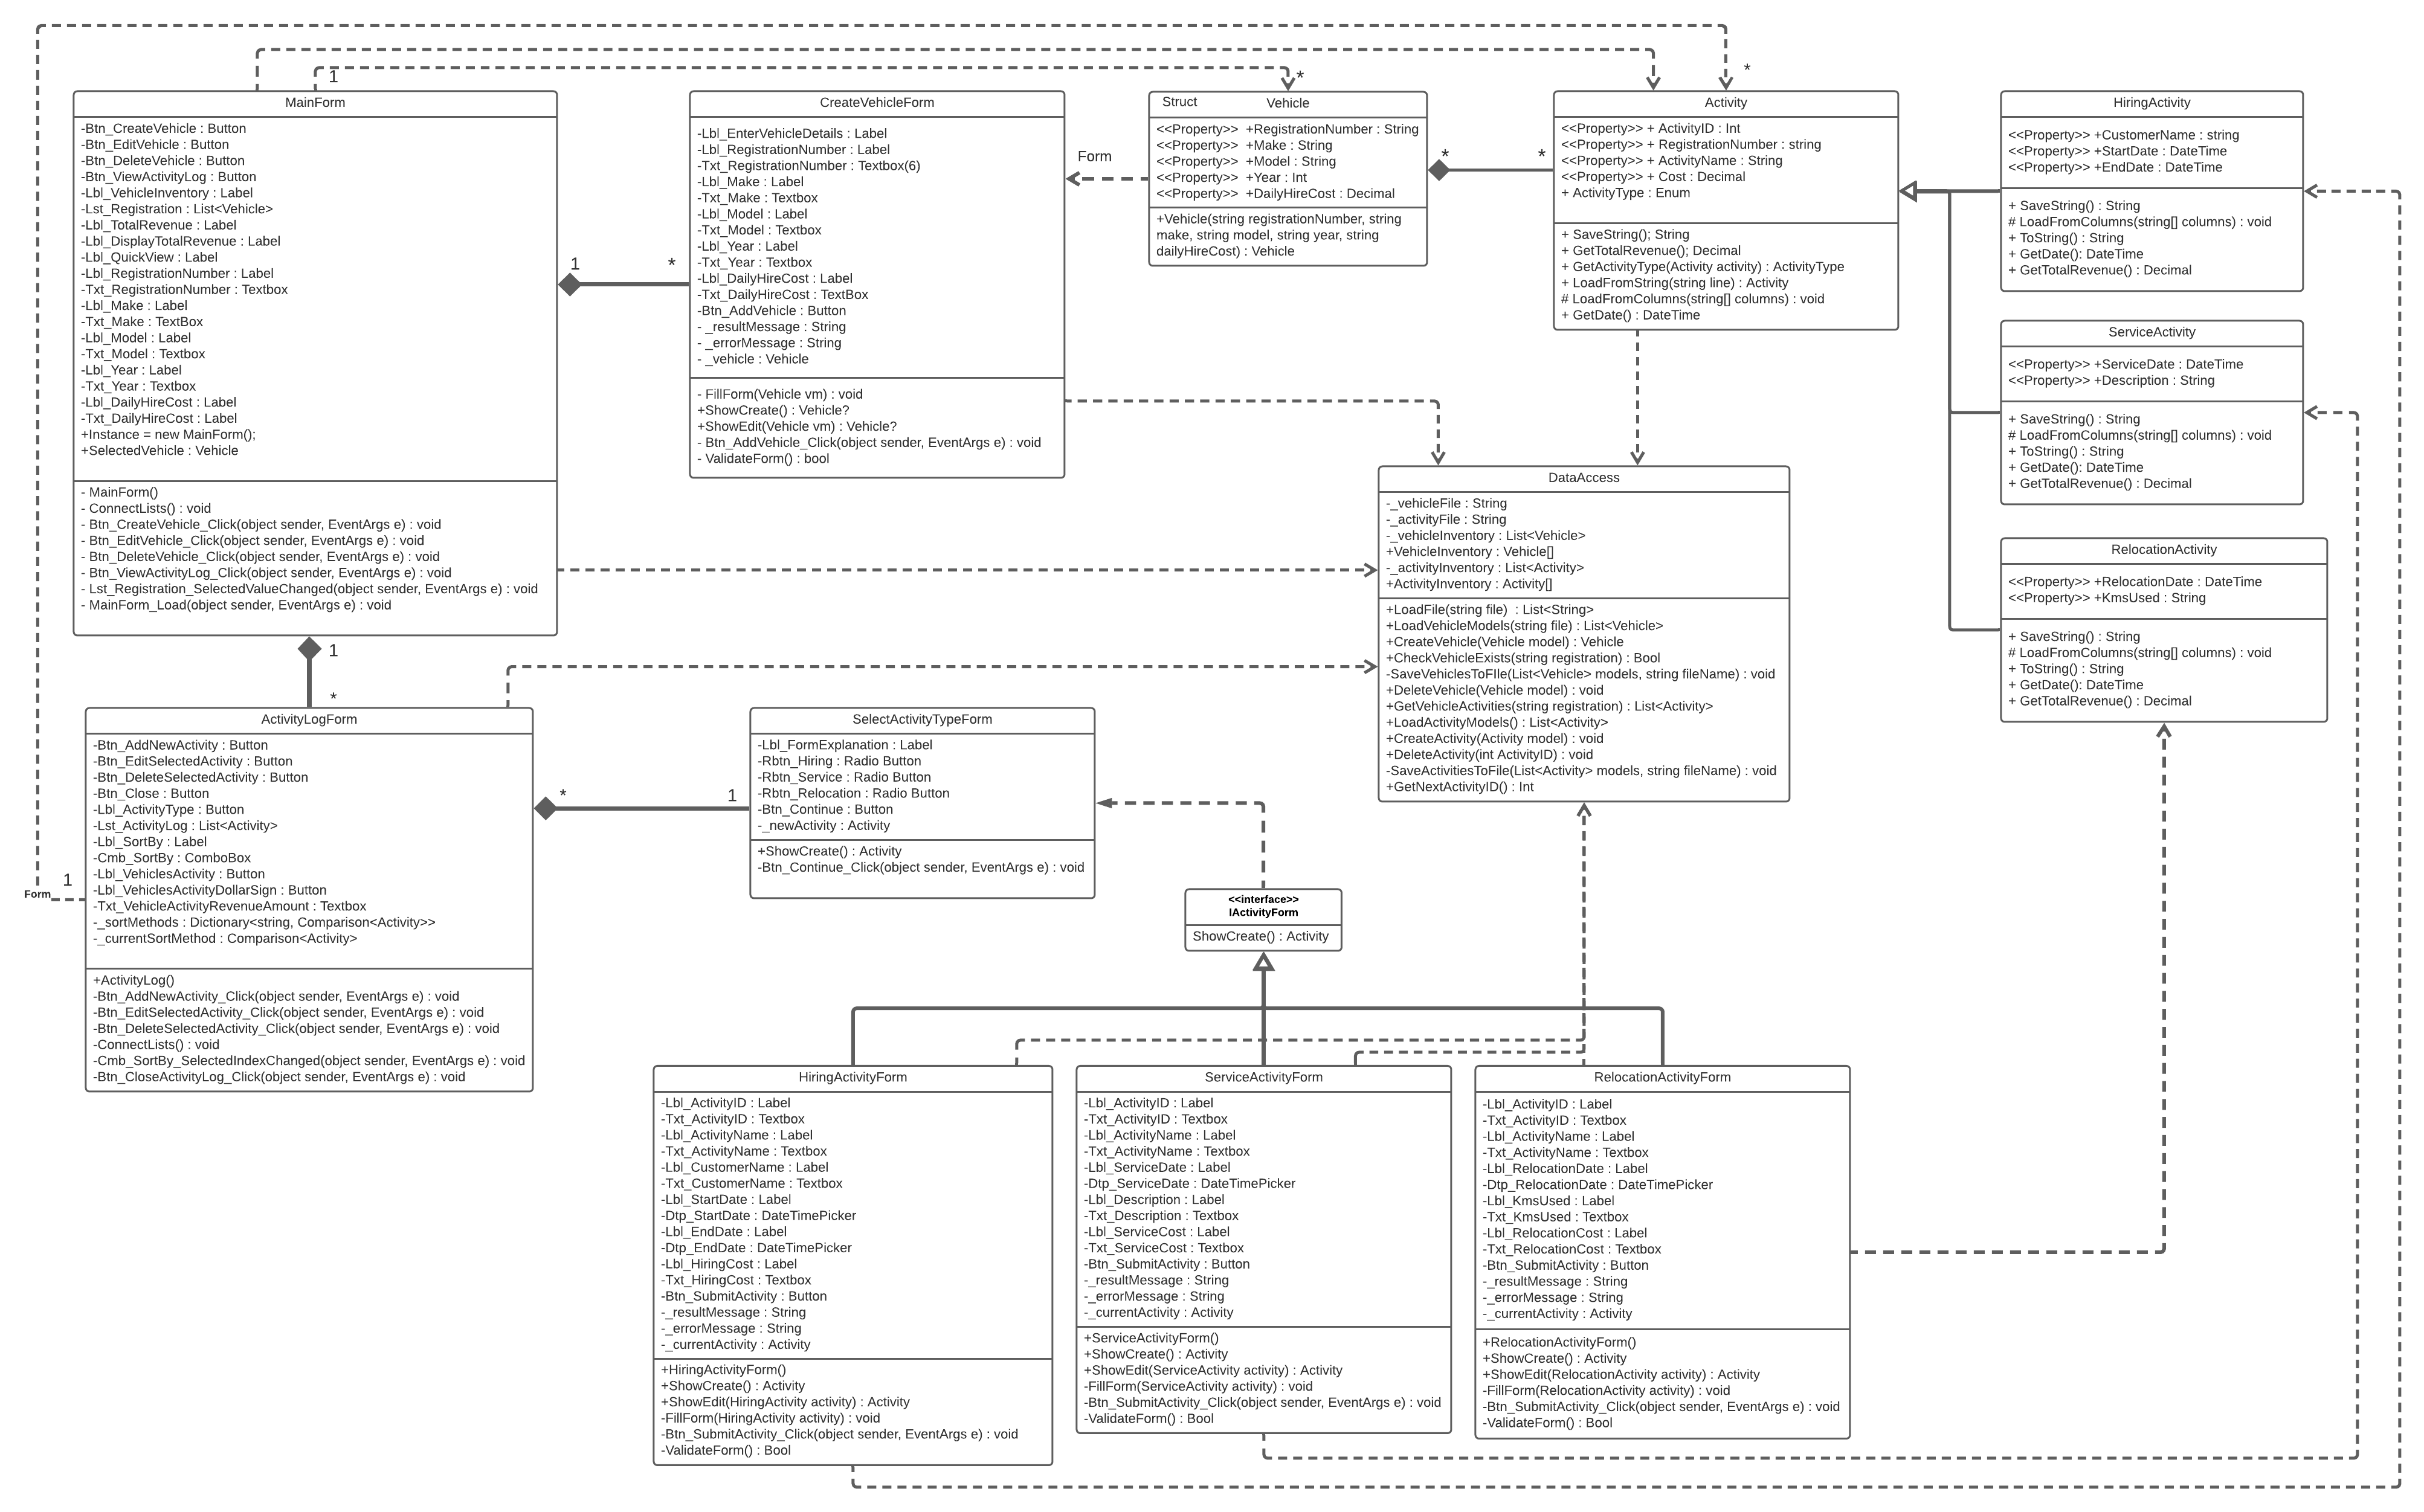 1
*
*
MainForm
-Btn_CreateVehicle : Button
-Btn_EditVehicle : Button
-Btn_DeleteVehicle : Button
-Btn_ViewActivityLog : Button
-Lbl_VehicleInventory : Label
-Lst_Registration : List<Vehicle>
-Lbl_TotalRevenue : Label
-Lbl_DisplayTotalRevenue : Label
-Lbl_QuickView : Label
-Lbl_RegistrationNumber : Label
-Txt_RegistrationNumber : Textbox
-Lbl_Make : Label
-Txt_Make : TextBox
-Lbl_Model : Label
-Txt_Model : Textbox
-Lbl_Year : Label
-Txt_Year : Textbox
-Lbl_DailyHireCost : Label
-Txt_DailyHireCost : Label
+Instance = new MainForm();
+SelectedVehicle : Vehicle
- MainForm()
- ConnectLists() : void
- Btn_CreateVehicle_Click(object sender, EventArgs e) : void
- Btn_EditVehicle_Click(object sender, EventArgs e) : void
- Btn_DeleteVehicle_Click(object sender, EventArgs e) : void
- Btn_ViewActivityLog_Click(object sender, EventArgs e) : void
- Lst_Registration_SelectedValueChanged(object sender, EventArgs e) : void
- MainForm_Load(object sender, EventArgs e) : void
1
*
CreateVehicleForm
-Lbl_EnterVehicleDetails : Label
-Lbl_RegistrationNumber : Label
-Txt_RegistrationNumber : Textbox(6)
-Lbl_Make : Label
-Txt_Make : Textbox
-Lbl_Model : Label
-Txt_Model : Textbox
-Lbl_Year : Label
-Txt_Year : Textbox
-Lbl_DailyHireCost : Label
-Txt_DailyHireCost : TextBox
-Btn_AddVehicle : Button
- _resultMessage : String
- _errorMessage : String
- _vehicle : Vehicle
- FillForm(Vehicle vm) : void
+ShowCreate() : Vehicle?
+ShowEdit(Vehicle vm) : Vehicle?
- Btn_AddVehicle_Click(object sender, EventArgs e) : void
- ValidateForm() : bool
Form
Struct
Vehicle
<<Property>>  +RegistrationNumber : String
<<Property>>  +Make : String
<<Property>>  +Model : String
<<Property>>  +Year : Int
<<Property>>  +DailyHireCost : Decimal
+Vehicle(string registrationNumber, string
make, string model, string year, string
dailyHireCost) : Vehicle
*
*
Activity
<<Property>> + ActivityID : Int
<<Property>> + RegistrationNumber : string
<<Property>> + ActivityName : String
<<Property>> + Cost : Decimal
+ ActivityType : Enum
+ SaveString(); String
+ GetTotalRevenue(); Decimal
+ GetActivityType(Activity activity) : ActivityType
+ LoadFromString(string line) : Activity
# LoadFromColumns(string[] columns) : void
+ GetDate() : DateTime
HiringActivity
<<Property>> +CustomerName : string
<<Property>> +StartDate : DateTime
<<Property>> +EndDate : DateTime
+ SaveString() : String
# LoadFromColumns(string[] columns) : void
+ ToString() : String
+ GetDate(): DateTime
+ GetTotalRevenue() : Decimal
ServiceActivity
<<Property>> +ServiceDate : DateTime
<<Property>> +Description : String
+ SaveString() : String
# LoadFromColumns(string[] columns) : void
+ ToString() : String
+ GetDate(): DateTime
+ GetTotalRevenue() : Decimal
RelocationActivity
<<Property>> +RelocationDate : DateTime
<<Property>> +KmsUsed : String
+ SaveString() : String
# LoadFromColumns(string[] columns) : void
+ ToString() : String
+ GetDate(): DateTime
+ GetTotalRevenue() : Decimal
DataAccess
-_vehicleFile : String
-_activityFile : String
-_vehicleInventory : List<Vehicle>
+VehicleInventory : Vehicle[]
-_activityInventory : List<Activity>
+ActivityInventory : Activity[]
+LoadFile(string file)  : List<String>
+LoadVehicleModels(string file) : List<Vehicle>
+CreateVehicle(Vehicle model) : Vehicle
+CheckVehicleExists(string registration) : Bool
-SaveVehiclesToFIle(List<Vehicle> models, string fileName) : void
+DeleteVehicle(Vehicle model) : void
+GetVehicleActivities(string registration) : List<Activity>
+LoadActivityModels() : List<Activity>
+CreateActivity(Activity model) : void
+DeleteActivity(int ActivityID) : void
-SaveActivitiesToFile(List<Activity> models, string fileName) : void
+GetNextActivityID() : Int
1
*
ActivityLogForm
-Btn_AddNewActivity : Button
-Btn_EditSelectedActivity : Button
-Btn_DeleteSelectedActivity : Button
-Btn_Close : Button
-Lbl_ActivityType : Button
-Lst_ActivityLog : List<Activity>
-Lbl_SortBy : Label
-Cmb_SortBy : ComboBox
-Lbl_VehiclesActivity : Button
-Lbl_VehiclesActivityDollarSign : Button
-Txt_VehicleActivityRevenueAmount : Textbox
-_sortMethods : Dictionary<string, Comparison<Activity>>
-_currentSortMethod : Comparison<Activity>
+ActivityLog()
-Btn_AddNewActivity_Click(object sender, EventArgs e) : void
-Btn_EditSelectedActivity_Click(object sender, EventArgs e) : void
-Btn_DeleteSelectedActivity_Click(object sender, EventArgs e) : void
-ConnectLists() : void
-Cmb_SortBy_SelectedIndexChanged(object sender, EventArgs e) : void
-Btn_CloseActivityLog_Click(object sender, EventArgs e) : void
Form
1
*
1
SelectActivityTypeForm
-Lbl_FormExplanation : Label
-Rbtn_Hiring : Radio Button
-Rbtn_Service : Radio Button
-Rbtn_Relocation : Radio Button
-Btn_Continue : Button
-_newActivity : Activity
+ShowCreate() : Activity
-Btn_Continue_Click(object sender, EventArgs e) : void
<<interface>>
IActivityForm
ShowCreate() : Activity
HiringActivityForm
-Lbl_ActivityID : Label
-Txt_ActivityID : Textbox
-Lbl_ActivityName : Label
-Txt_ActivityName : Textbox
-Lbl_CustomerName : Label
-Txt_CustomerName : Textbox
-Lbl_StartDate : Label
-Dtp_StartDate : DateTimePicker
-Lbl_EndDate : Label
-Dtp_EndDate : DateTimePicker
-Lbl_HiringCost : Label
-Txt_HiringCost : Textbox
-Btn_SubmitActivity : Button
-_resultMessage : String
-_errorMessage : String
-_currentActivity : Activity
+HiringActivityForm()
+ShowCreate() : Activity
+ShowEdit(HiringActivity activity) : Activity
-FillForm(HiringActivity activity) : void
-Btn_SubmitActivity_Click(object sender, EventArgs e) : void
-ValidateForm() : Bool
ServiceActivityForm
-Lbl_ActivityID : Label
-Txt_ActivityID : Textbox
-Lbl_ActivityName : Label
-Txt_ActivityName : Textbox
-Lbl_ServiceDate : Label
-Dtp_ServiceDate : DateTimePicker
-Lbl_Description : Label
-Txt_Description : Textbox
-Lbl_ServiceCost : Label
-Txt_ServiceCost : Textbox
-Btn_SubmitActivity : Button
-_resultMessage : String
-_errorMessage : String
-_currentActivity : Activity
+ServiceActivityForm()
+ShowCreate() : Activity
+ShowEdit(ServiceActivity activity) : Activity
-FillForm(ServiceActivity activity) : void
-Btn_SubmitActivity_Click(object sender, EventArgs e) : void
-ValidateForm() : Bool
RelocationActivityForm
-Lbl_ActivityID : Label
-Txt_ActivityID : Textbox
-Lbl_ActivityName : Label
-Txt_ActivityName : Textbox
-Lbl_RelocationDate : Label
-Dtp_RelocationDate : DateTimePicker
-Lbl_KmsUsed : Label
-Txt_KmsUsed : Textbox
-Lbl_RelocationCost : Label
-Txt_RelocationCost : Textbox
-Btn_SubmitActivity : Button
-_resultMessage : String
-_errorMessage : String
-_currentActivity : Activity
+RelocationActivityForm()
+ShowCreate() : Activity
+ShowEdit(RelocationActivity activity) : Activity
-FillForm(RelocationActivity activity) : void
-Btn_SubmitActivity_Click(object sender, EventArgs e) : void
-ValidateForm() : Bool